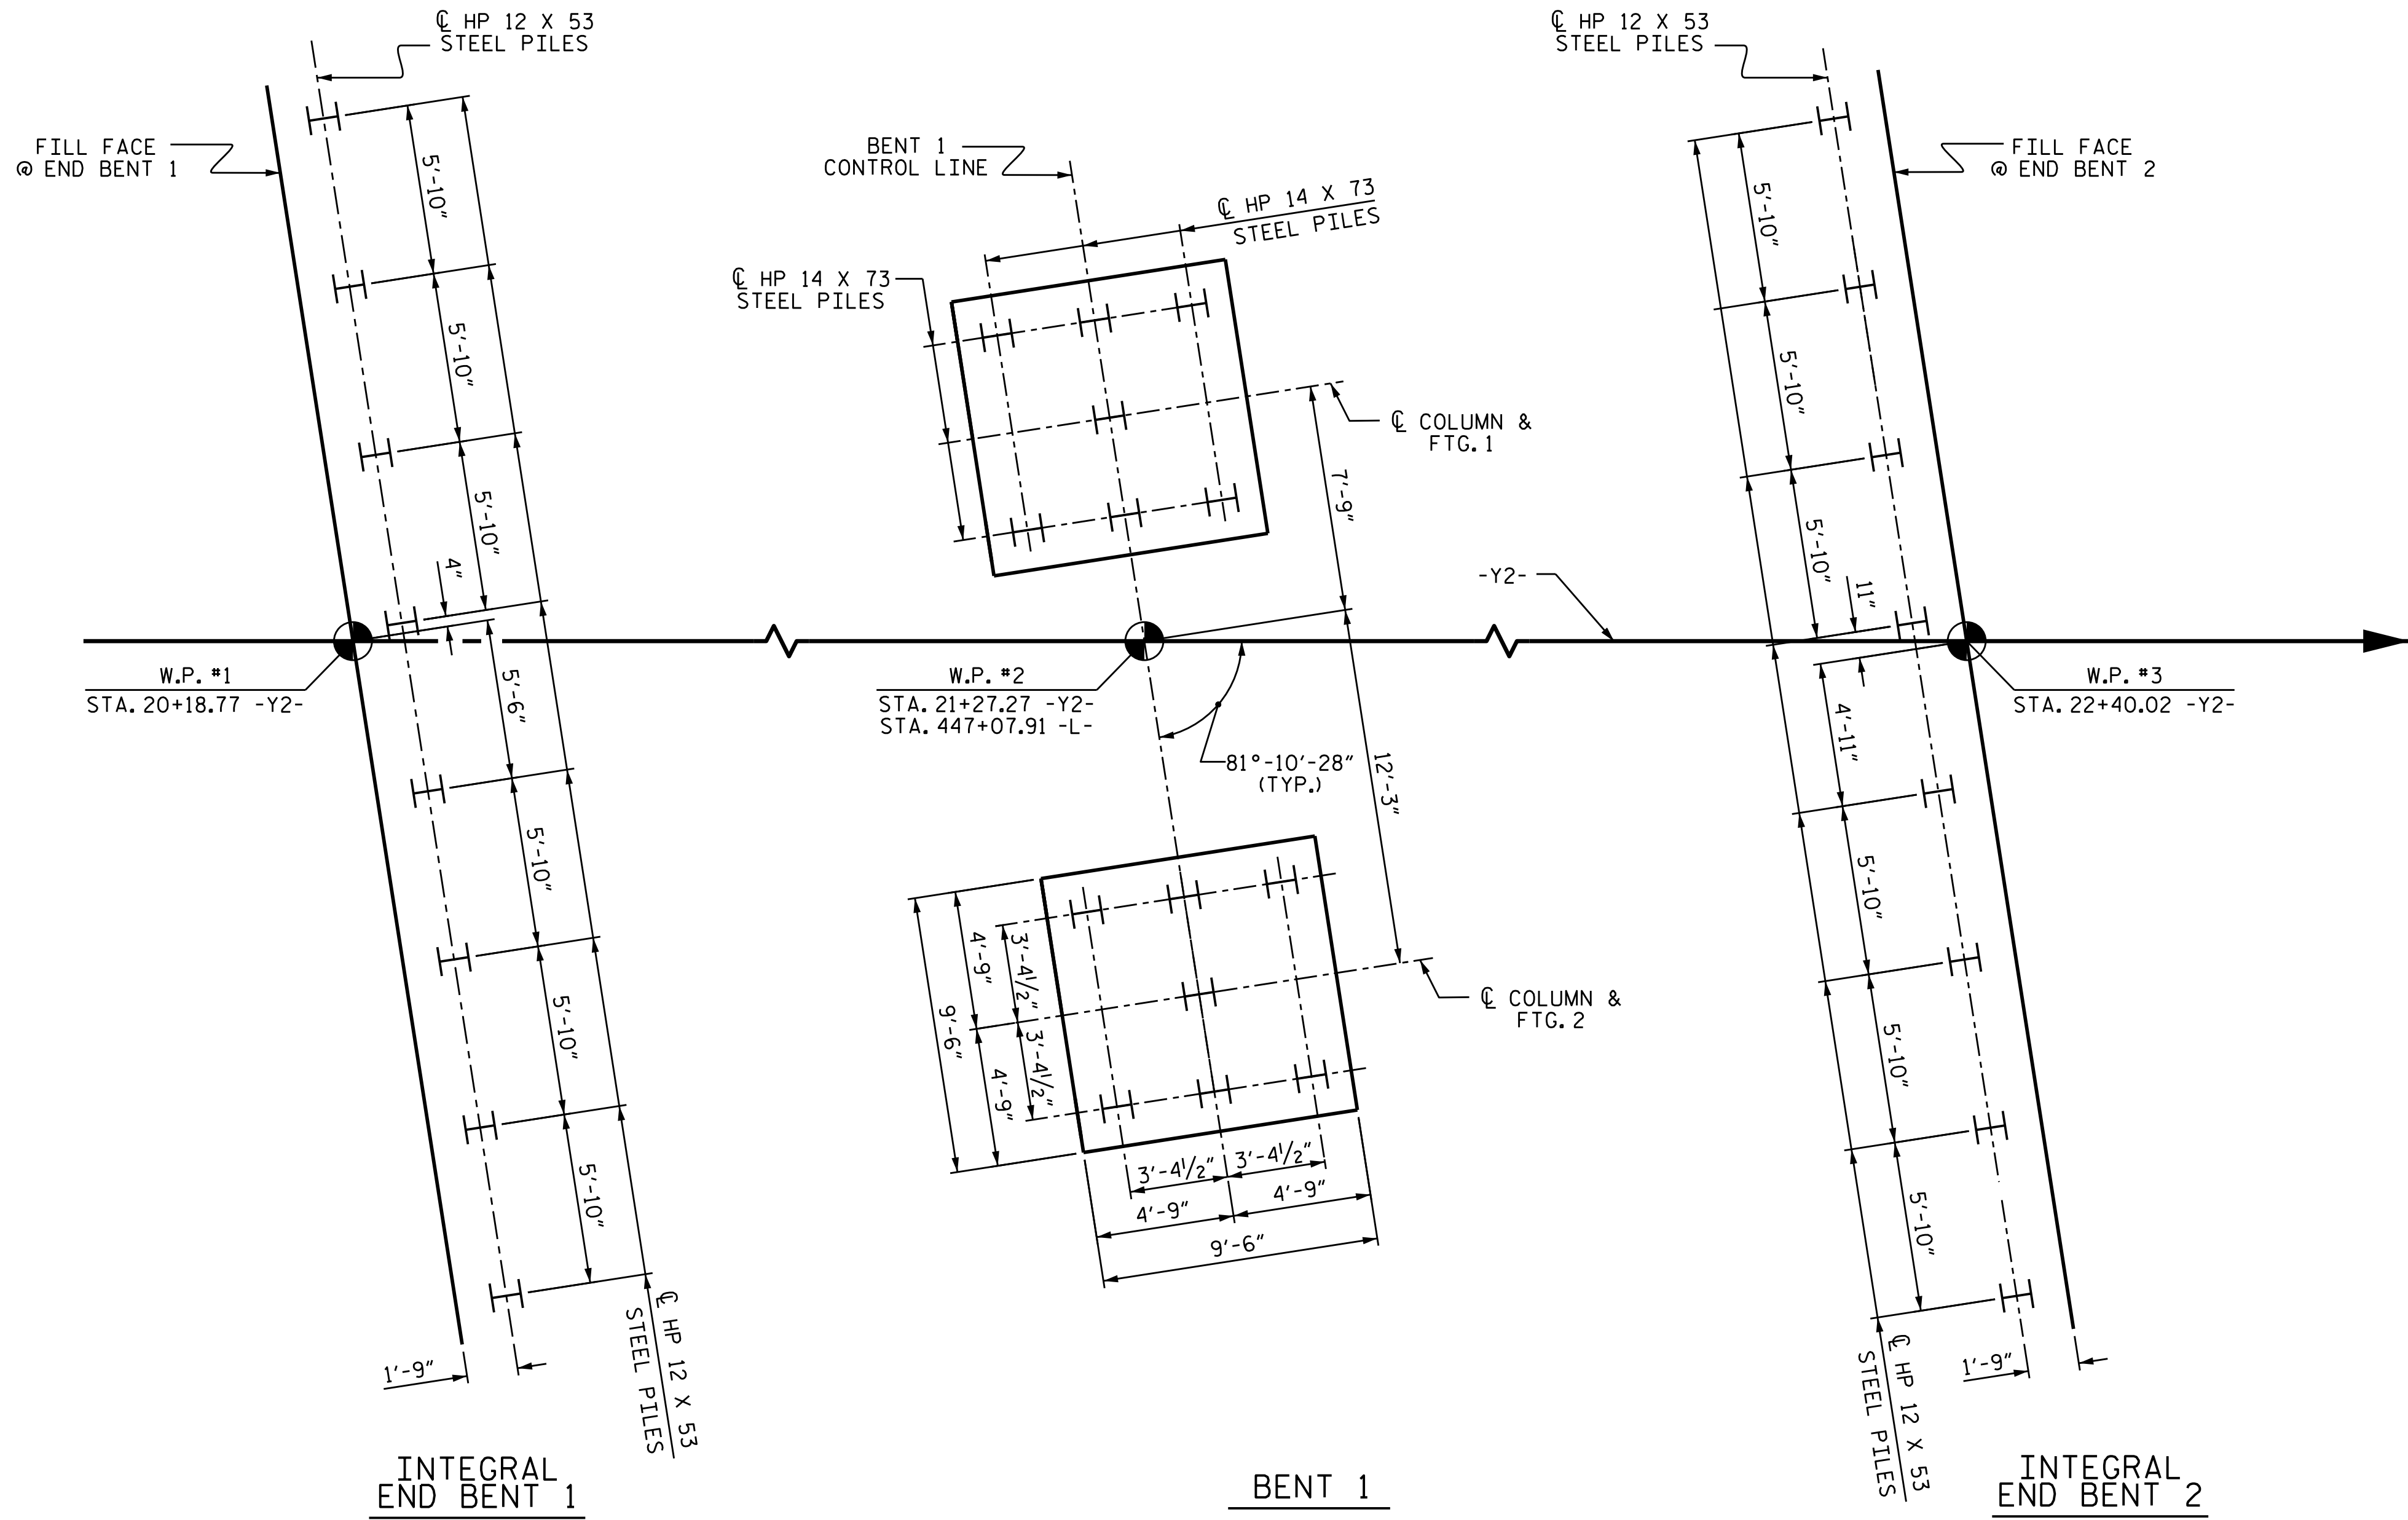 ℄ HP 12 X 53
STEEL PILES
FILL FACE
@ END BENT 1
5'-10"
5'-10"
5'-10"
4"
5'-6"
5'-10"
5'-10"
5'-10"
W.P. #1
STA. 20+18.77 -Y2-
1'-9"
℄ HP 12 X 53
STEEL PILES
INTEGRAL
END BENT 1
BENT 1
CONTROL LINE
℄ HP 14 X 73
STEEL PILES
℄ HP 14 X 73
STEEL PILES
℄ COLUMN &
FTG. 1
7'-9"
-Y2-
W.P. #2
STA. 21+27.27 -Y2-
STA. 447+07.91 -L-
81°-10'-28"
(TYP.)
12'-3"
4'-9"
3'-4½"
9'-6"
4'-9"
3'-4½"
℄ COLUMN &
FTG. 2
3'-4½"
3'-4½"
4'-9"
4'-9"
9'-6"
BENT 1
℄ HP 12 X 53
STEEL PILES
FILL FACE
@ END BENT 2
5'-10"
5'-10"
5'-10"
11"
W.P. #3
STA. 22+40.02 -Y2-
4'-11"
5'-10"
5'-10"
5'-10"
1'-9"
℄ HP 12 X 53
STEEL PILES
INTEGRAL
END BENT 2